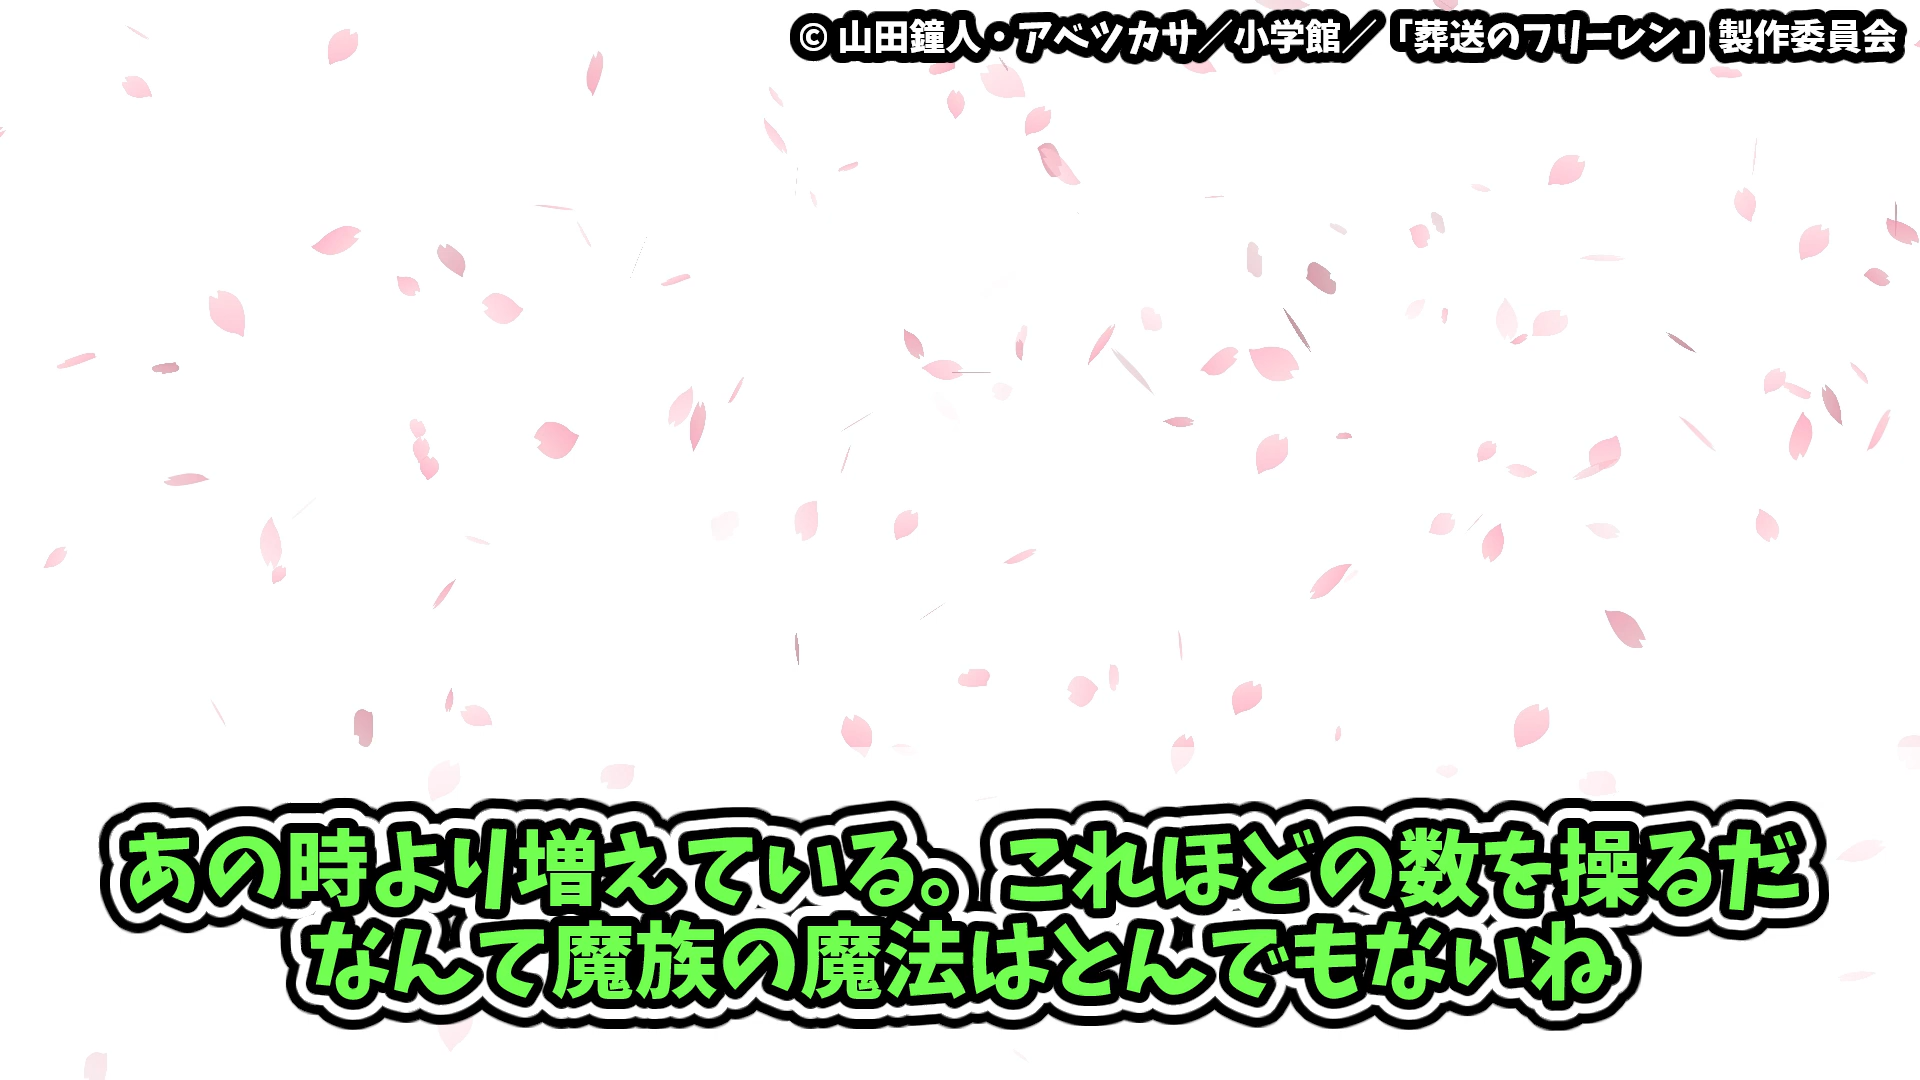 © 山田鐘人・アベツカサ／小学館／「葬送のフリーレン」製作委員会
あの時より増えている。これほどの数を操るだ
なんて魔族の魔法はとんでもないね